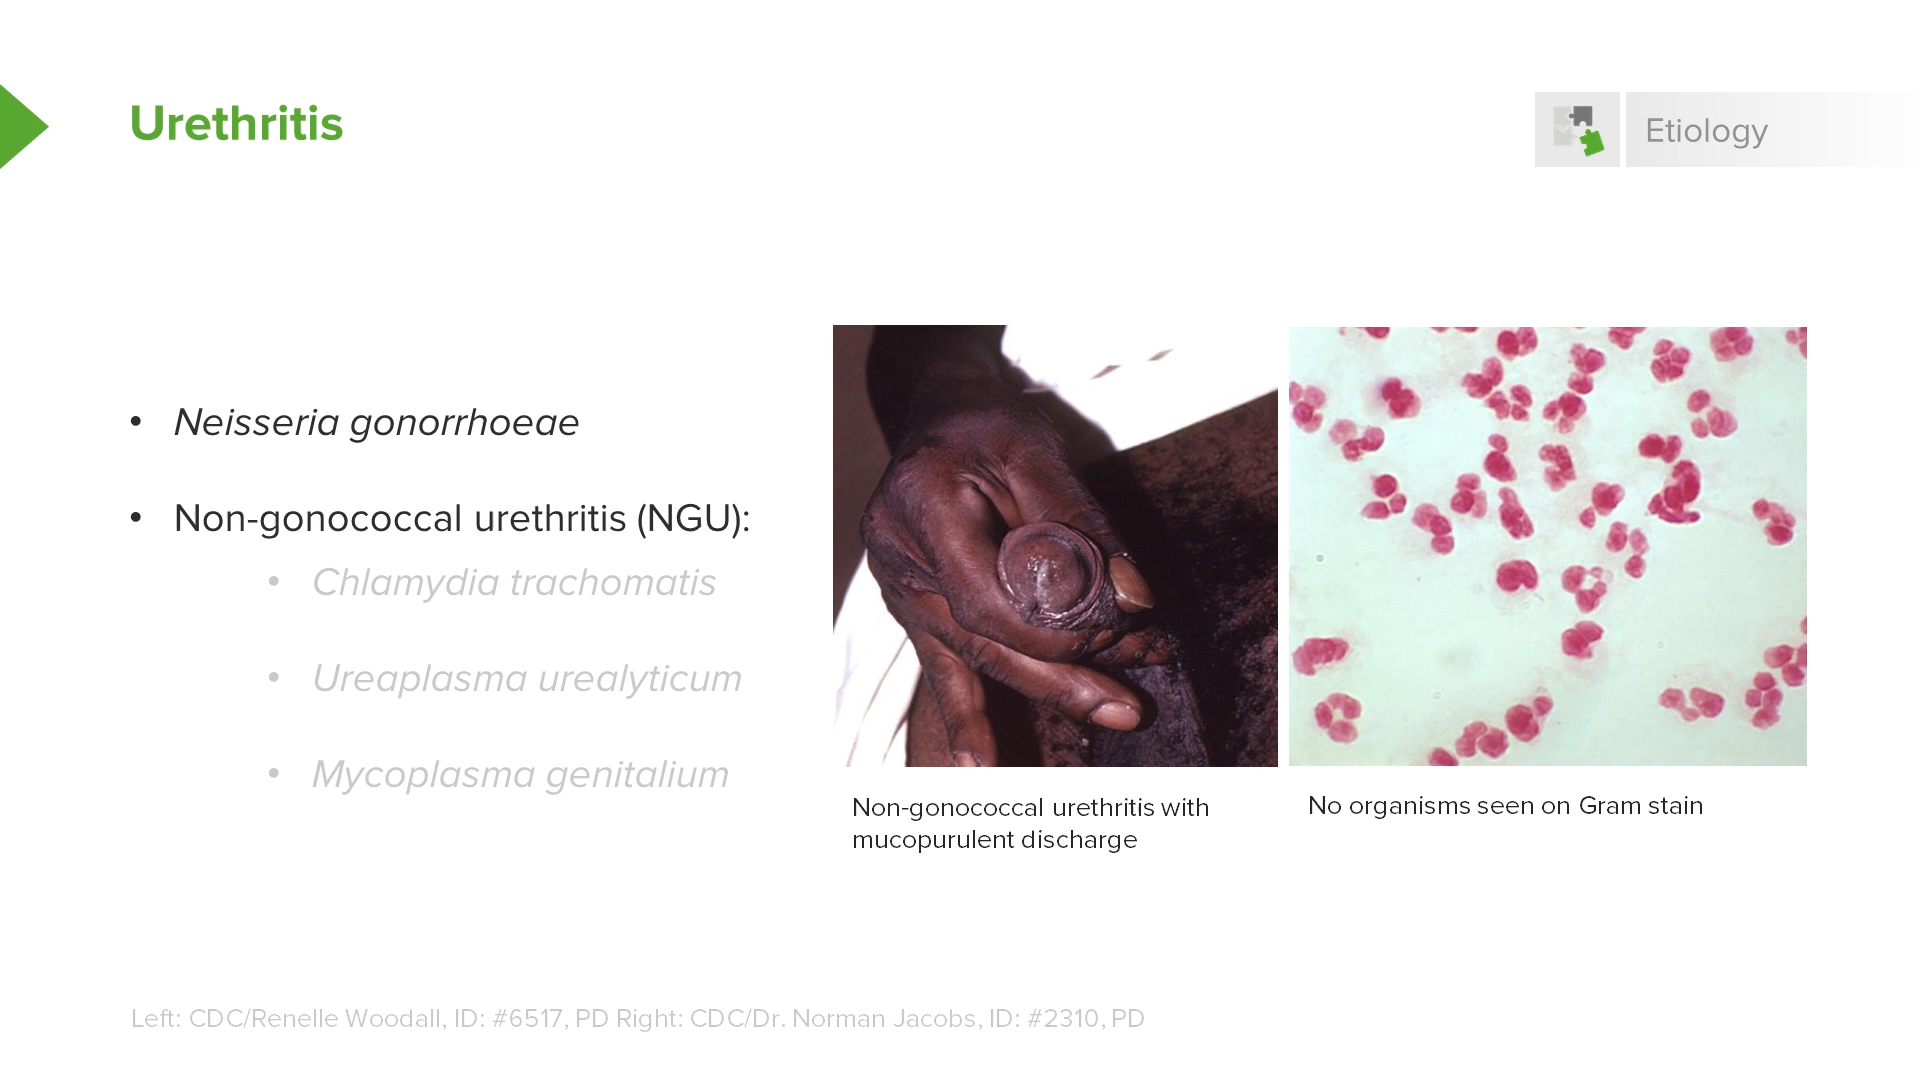 Urethritis
Etiology
• Neisseria gonorrhoeae
• Non-gonococcal urethritis (NGU):
• Chlamydia trachomatis
• Ureaplasma urealyticum
• Mycoplasma genitalium
Non-gonococcal urethritis with
mucopurulent discharge
No organisms seen on Gram stain
Left: CDC/Renelle Woodall, ID: #6517, PD Right: CDC/Dr. Norman Jacobs, ID: #2310, PD